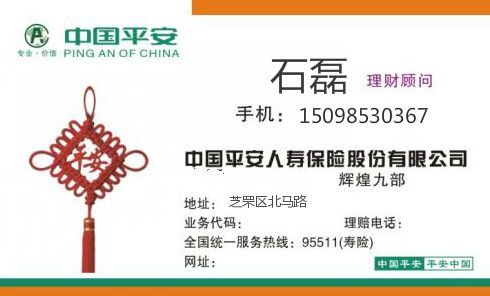 中国平安
PING AN OF CHINA
专业·价值
石磊 理财顾问
手机：15098530367
平安
中国平安人寿保险股份有限公司
辉煌九部
地址：芝罘区北马路
业务代码： 理赔电话：
全国统一服务热线：95511(寿险)
网址：
中国平安 平安中国